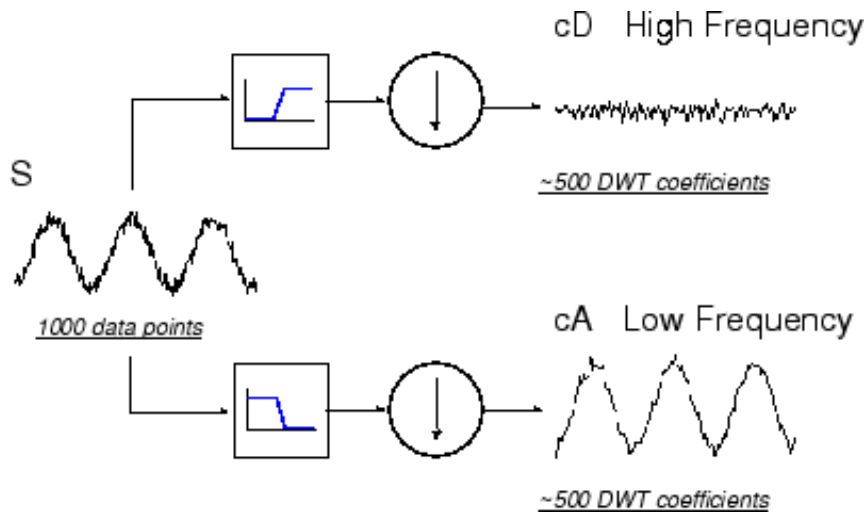 cD High Frequency
~500 DWT coefficients
S
1000 data points
cA Low Frequency
~500 DWT coefficients